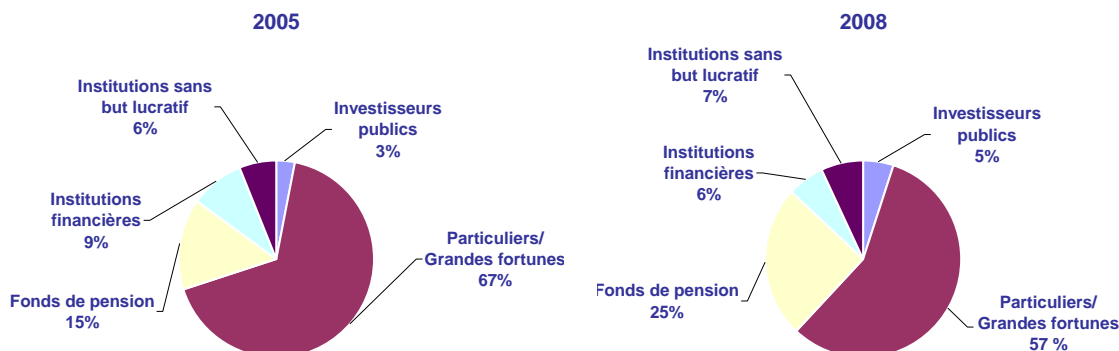 2005
Institutions sans
but lucratif
6%
Investisseurs
publics
3%
Institutions
financières
9%
Particuliers/
Grandes fortunes
67%
Fonds de pension
15%
2008
Institutions sans
but lucratif
7%
Investisseurs
publics
5%
Institutions
financières
6%
Fonds de pension
25%
Particuliers/
Grandes fortunes
57 %